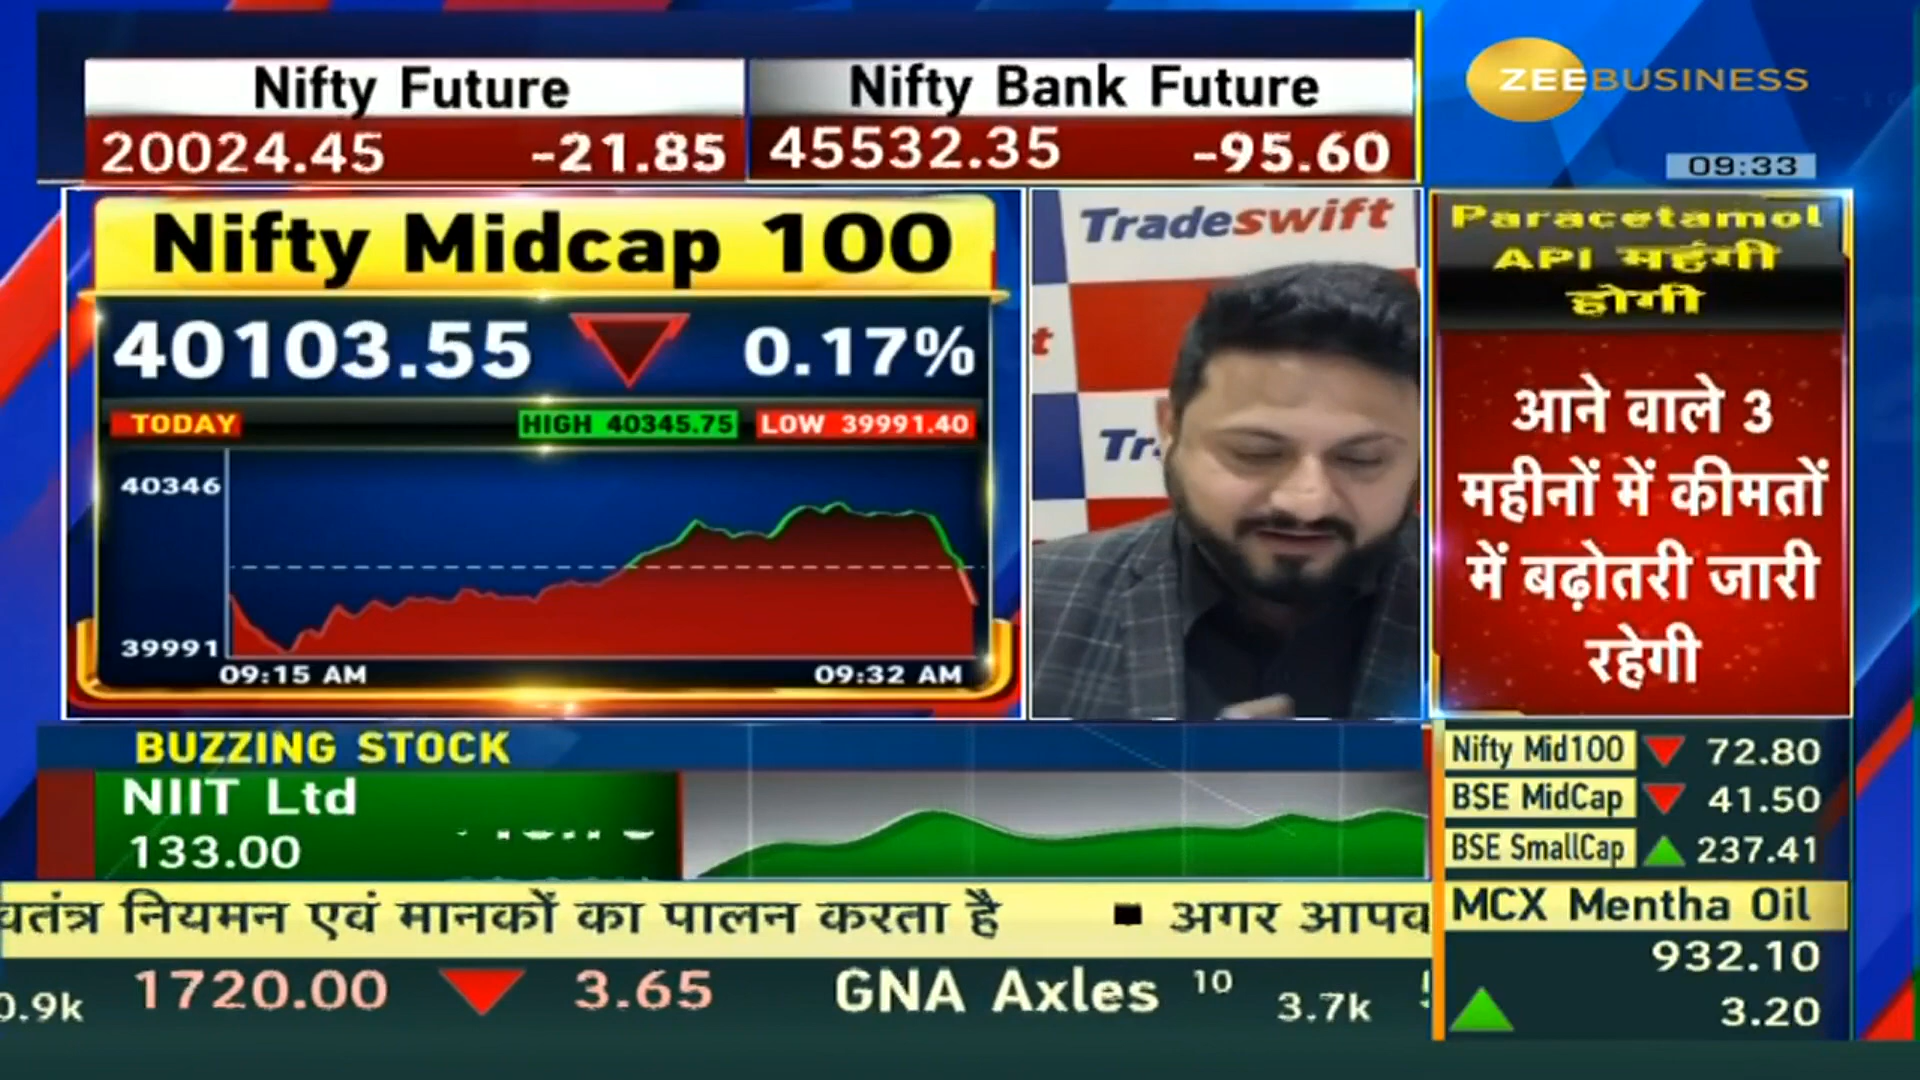 Nifty Future
20024.45 -21.85
Nifty Bank Future
45532.35 -95.60
ZEEBUSINESS
09:33
Nifty Midcap 100
40103.55 0.17%
TODAY HIGH 40345.75 LOW 39991.40
40346
39991
09:15 AM 09:32 AM
Tradeswift
t
Tr
Paracetamol
API महंगी
होगी
आने वाले 3
महीनों में कीमतों
में बढ़ोतरी जारी
रहेगी
BUZZING STOCK
NIIT Ltd
133.00
Nifty Mid100 72.80
BSE MidCap 41.50
BSE SmallCap 237.41
MCX Mentha Oil
932.10
3.20
वतंत्र नियमन एवं मानकों का पालन करता है ■ अगर आपक
0.9k 1720.00 3.65 GNA Axles 10 3.7k